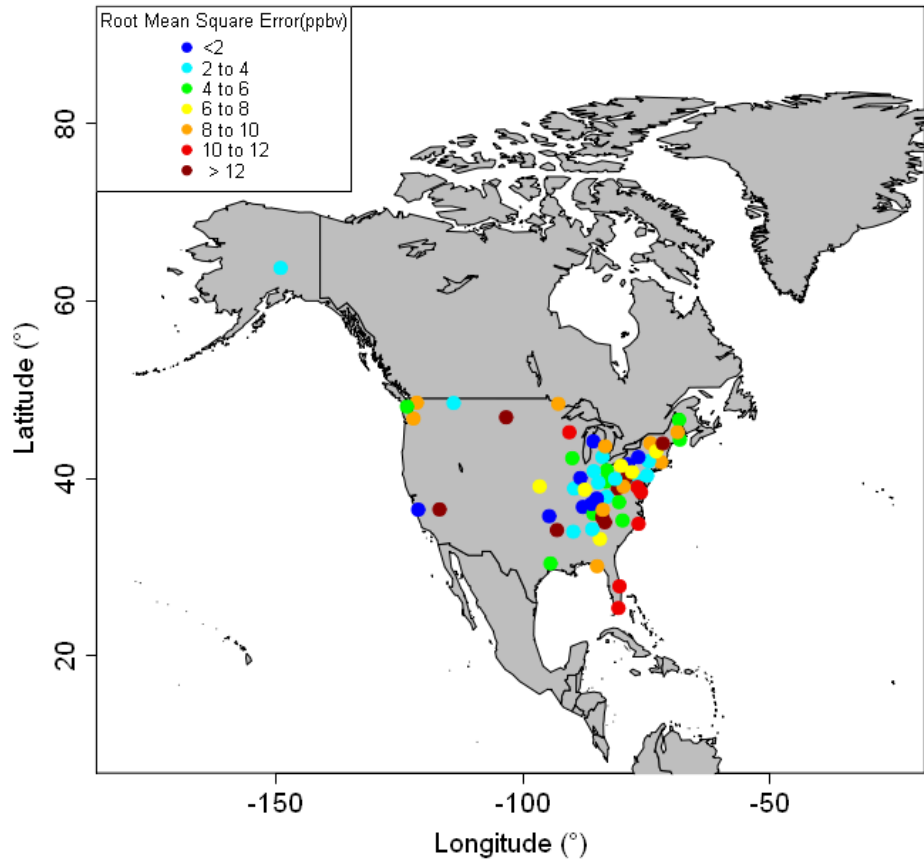 Root Mean Square Error(ppbv)
<2
2 to 4
4 to 6
6 to 8
8 to 10
10 to 12
> 12
80
60
40
20
Latitude (°)
-150
-100
-50
Longitude (°)